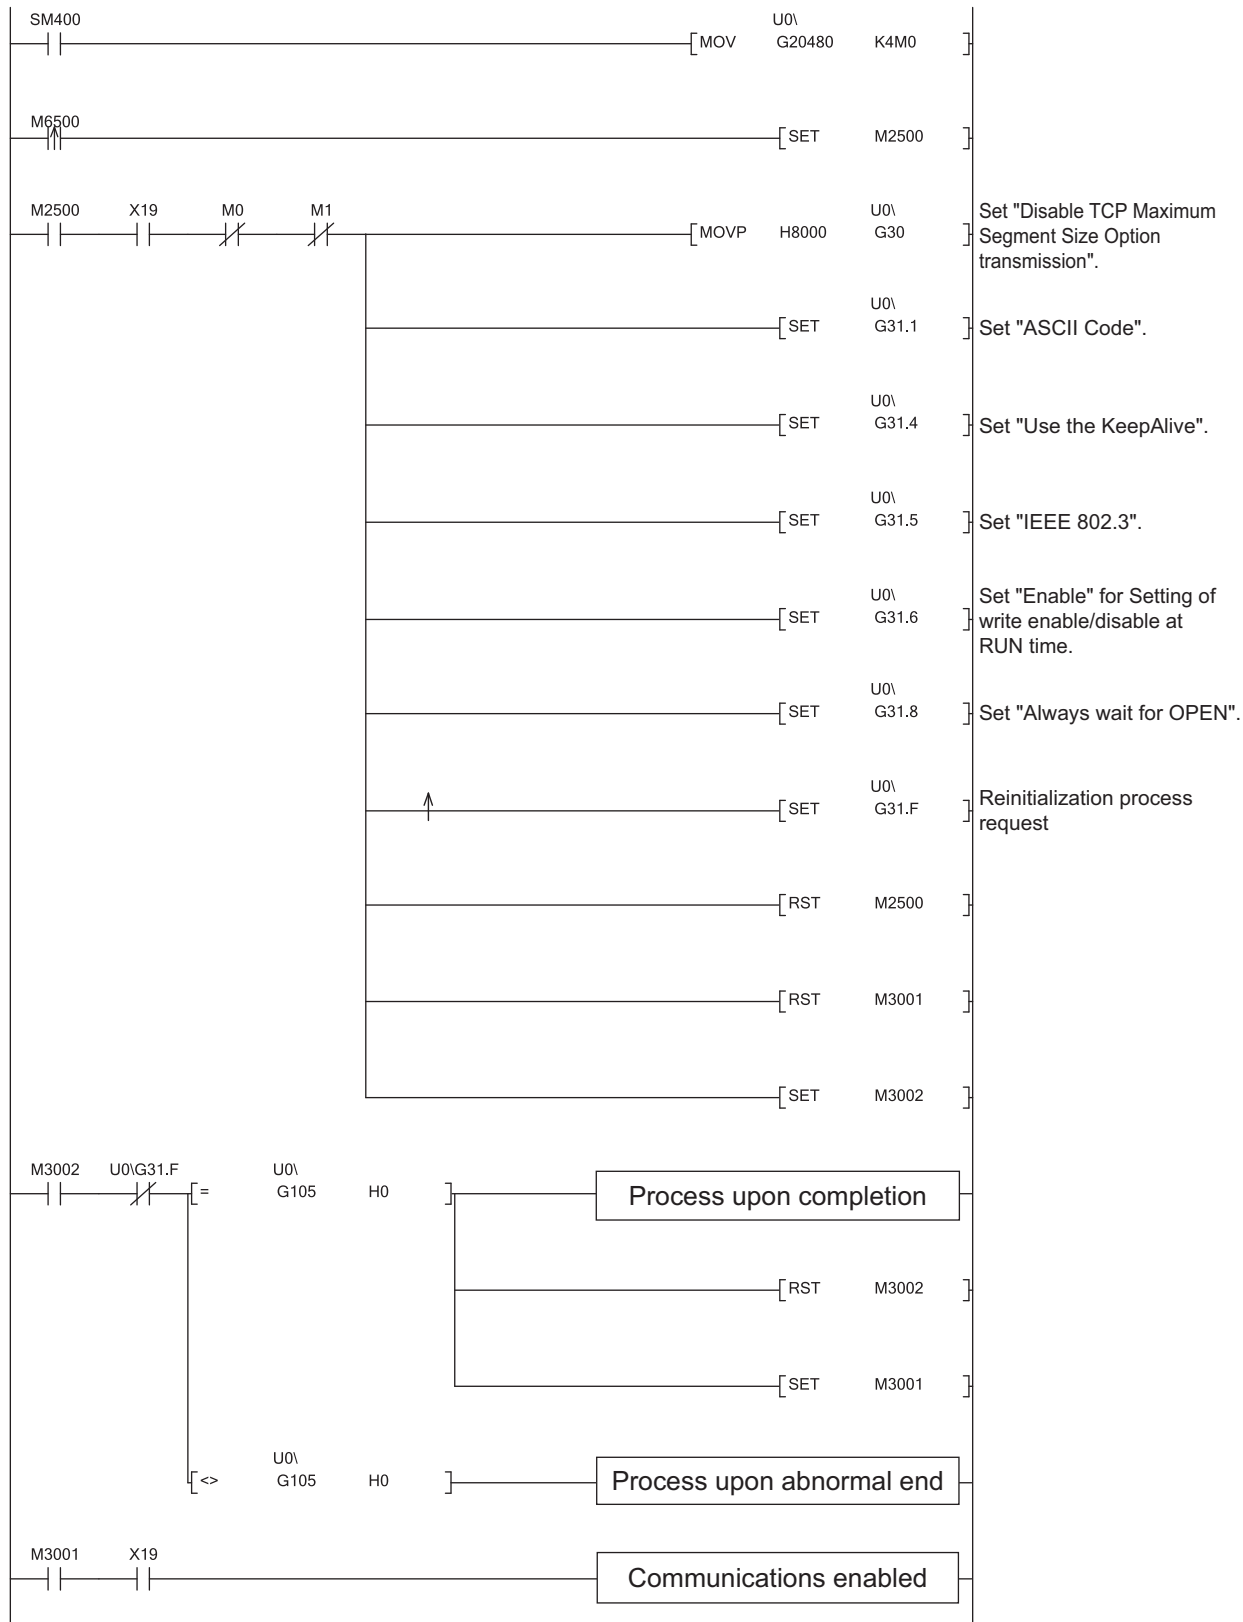 SM400
U0\
MOV G20480 K4M0
M6500
SET M2500
M2500 X19 M0 M1
U0\
MOVP H8000 G30
Set "Disable TCP Maximum
Segment Size Option
transmission".
U0\
SET G31.1
Set "ASCII Code".
U0\
SET G31.4
Set "Use the KeepAlive".
U0\
SET G31.5
Set "IEEE 802.3".
U0\
SET G31.6
Set "Enable" for Setting of
write enable/disable at
RUN time.
U0\
SET G31.8
Set "Always wait for OPEN".
U0\
SET G31.F
Reinitialization process
request
RST M2500
RST M3001
SET M3002
M3002 U0\G31.F
U0\
= G105 H0
Process upon completion
RST M3002
SET M3001
U0\
<> G105 H0
Process upon abnormal end
M3001 X19
Communications enabled